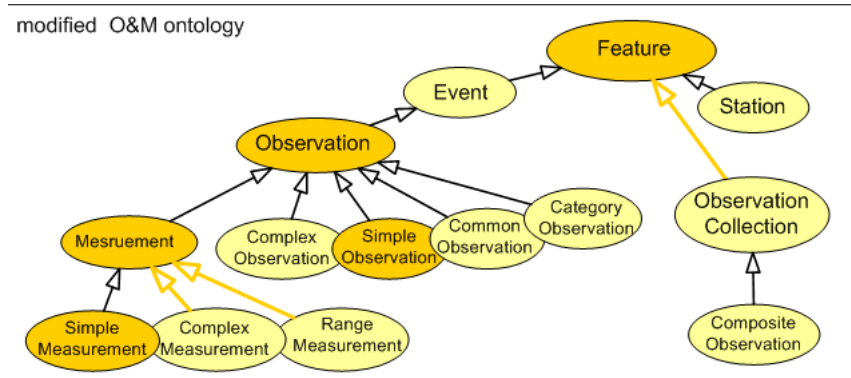 modified O&M ontology
Feature
Event
Station
Observation
Observation
Collection
Mesruement
Complex
Observation
Simple
Observation
Common
Observation
Category
Observation
Simple
Measurement
Complex
Measurement
Range
Measurement
Composite
Observation